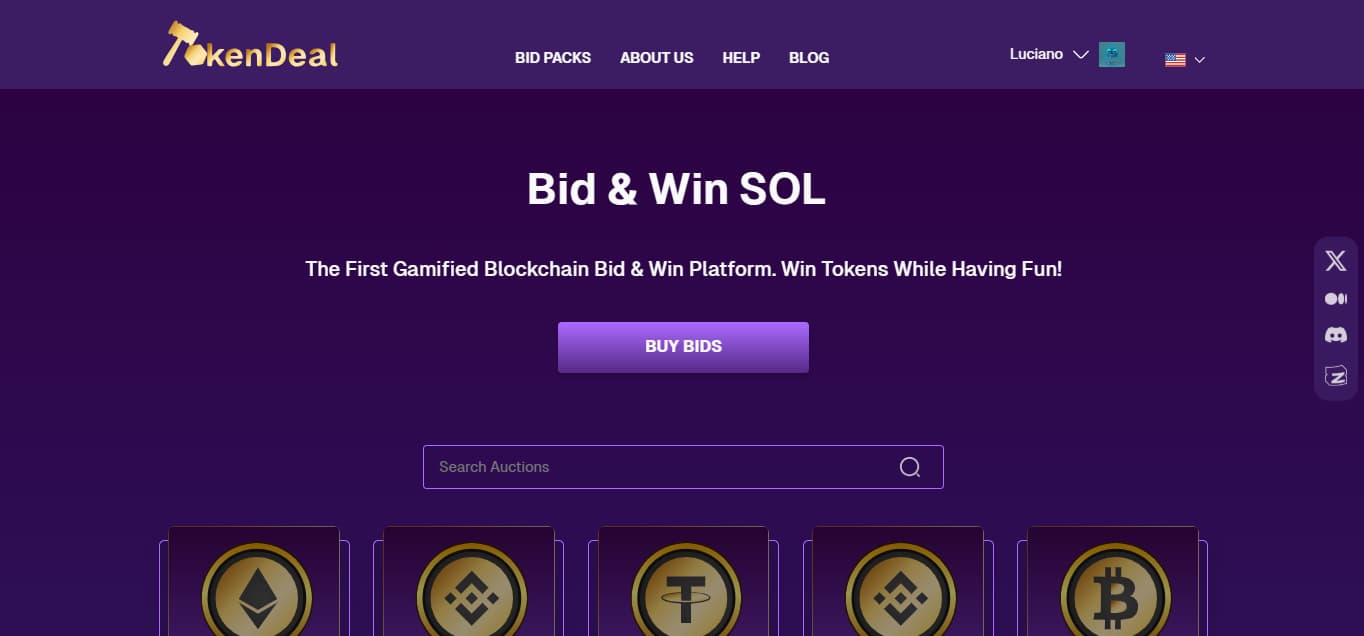 TokenDeal
BID PACKS
ABOUT US
HELP
BLOG
Luciano
Bid & Win SOL
The First Gamified Blockchain Bid & Win Platform. Win Tokens While Having Fun!
BUY BIDS
Search Auctions